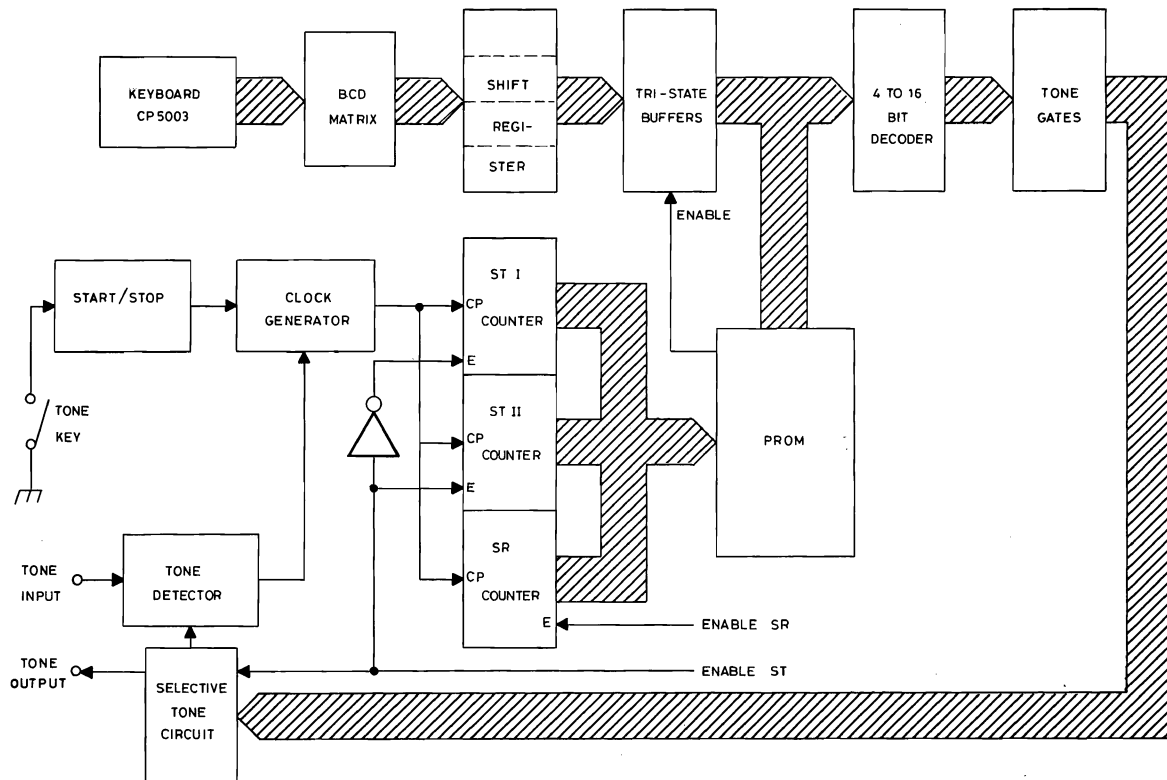 KEYBOARD
CP5003
BCD
MATRIX
SHIFT
REGI-
STER
TRI-STATE
BUFFERS
4 TO 16
BIT
DECODER
TONE
GATES
ENABLE
START/STOP
CLOCK
GENERATOR
ST I
CP
COUNTER
E
TONE
KEY
ST II
CP
COUNTER
E
PROM
SR
CP
COUNTER
E
TONE
INPUT
TONE
DETECTOR
ENABLE SR
TONE
OUTPUT
SELECTIVE
TONE
CIRCUIT
ENABLE ST